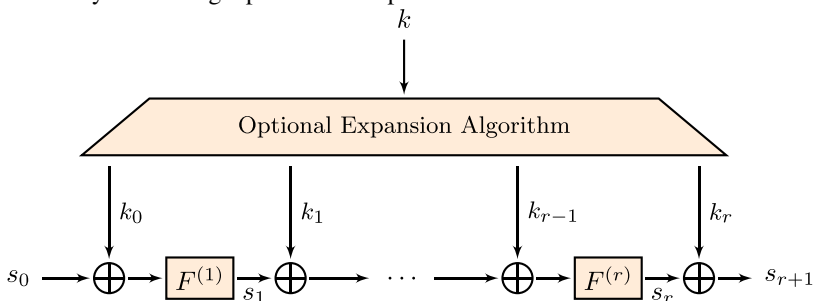 k
Optional Expansion Algorithm
k₀ k₁ kᵣ₋₁ kᵣ
s₀ F⁽¹⁾ s₁ ⋯ F⁽ʳ⁾ sᵣ sᵣ₊₁